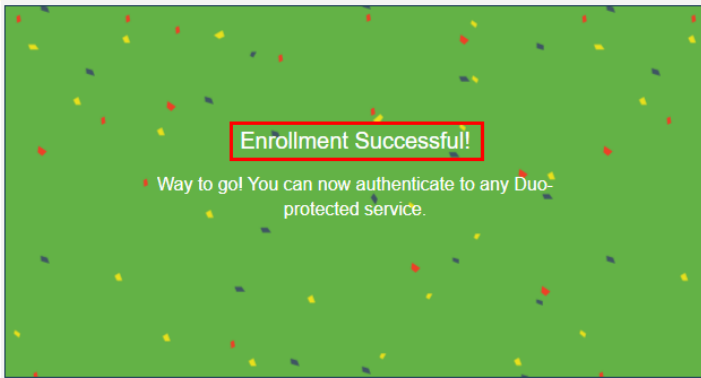 Enrollment Successful!
Way to go! You can now authenticate to any Duo-
protected service.